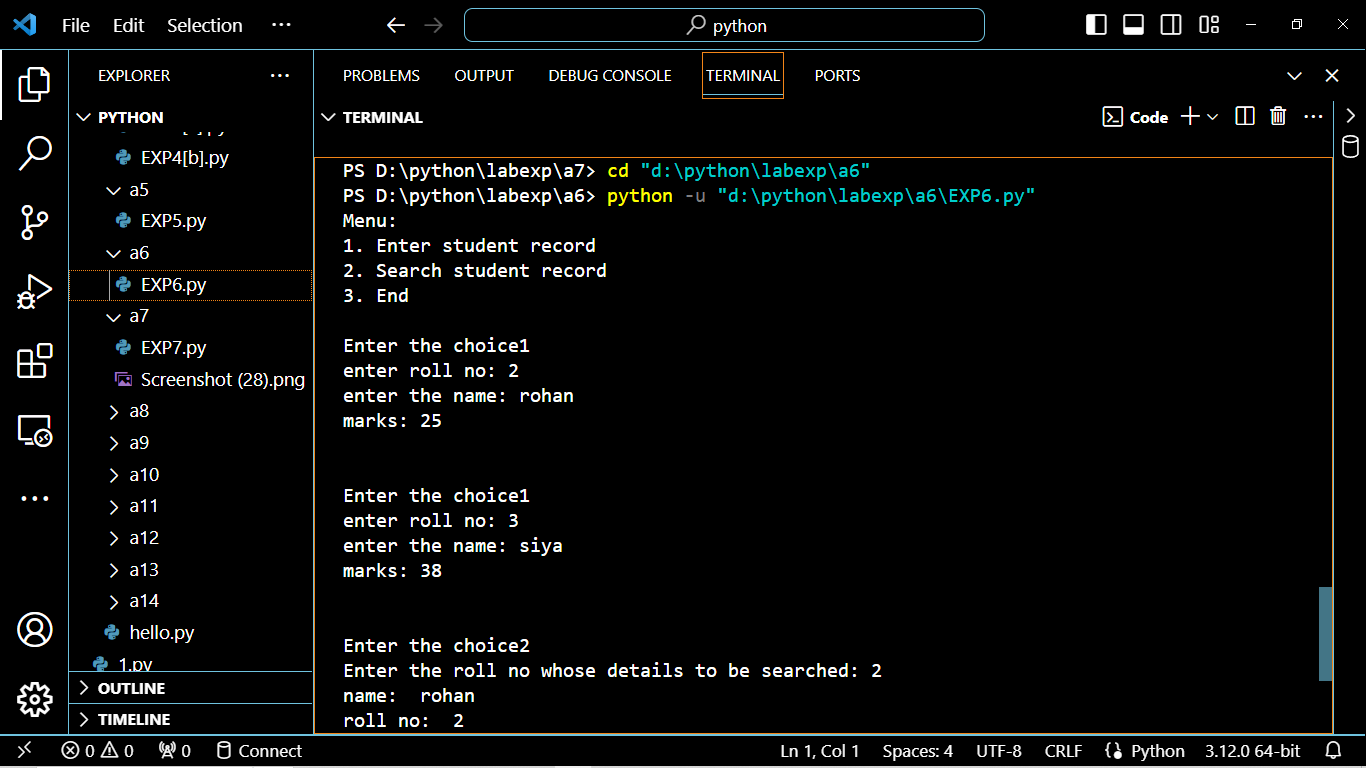 File Edit Selection ···
python
EXPLORER ···
PYTHON
EXP4[b].py
a5
EXP5.py
a6
EXP6.py
a7
EXP7.py
Screenshot (28).png
a8
a9
a10
a11
a12
a13
a14
hello.py
1.py
OUTLINE
TIMELINE
PROBLEMS OUTPUT DEBUG CONSOLE TERMINAL PORTS
TERMINAL
Code
PS D:\python\labexp\a7> cd "d:\python\labexp\a6"
PS D:\python\labexp\a6> python -u "d:\python\labexp\a6\EXP6.py"
Menu:
1. Enter student record
2. Search student record
3. End
Enter the choice1
enter roll no: 2
enter the name: rohan
marks: 25
Enter the choice1
enter roll no: 3
enter the name: siya
marks: 38
Enter the choice2
Enter the roll no whose details to be searched: 2
name:  rohan
roll no:  2
0 0 0 Connect Ln 1, Col 1 Spaces: 4 UTF-8 CRLF Python 3.12.0 64-bit